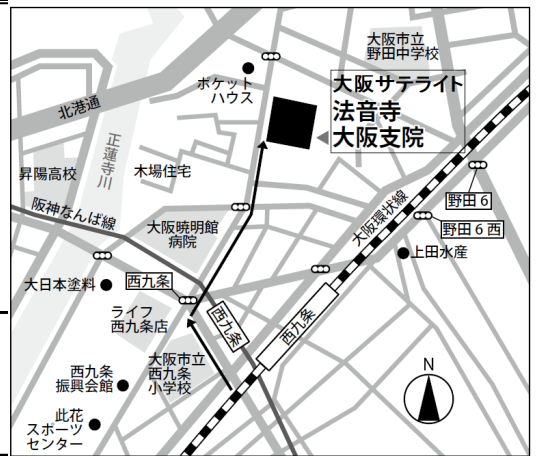 大阪市立
野田中学校
ポケット
ハウス
大阪サテライト
法音寺
大阪支院
北港通
正蓮寺川
昇陽高校
木場住宅
阪神なんば線
大阪環状線
野田6
野田6西
大阪暁明館
病院
上田水産
大日本塗料
西九条
ライフ
西九条店
西九条
西九条
大阪市立
西九条
小学校
西九条
振興会館
此花
スポーツ
センター
N